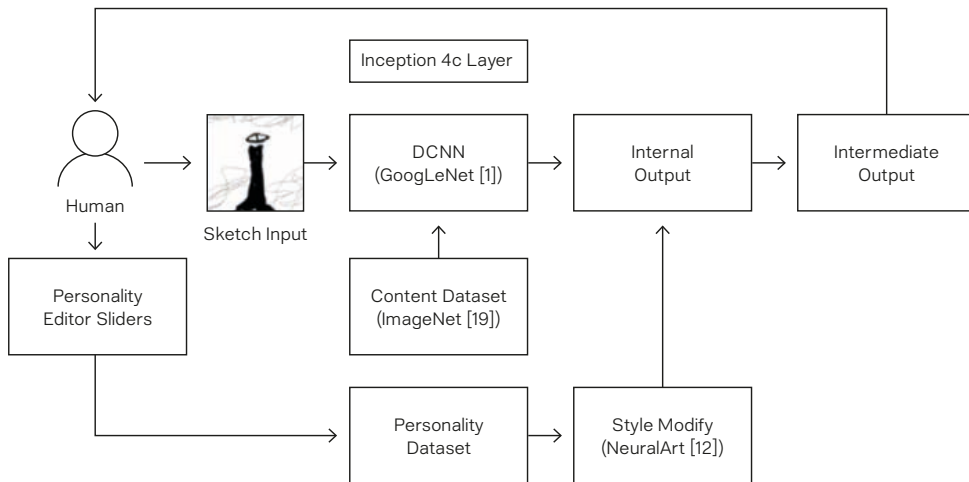 Inception 4c Layer
DCNN
(GoogLeNet [1])
Internal
Output
Intermediate
Output
Human
Sketch Input
Personality
Editor Sliders
Content Dataset
(ImageNet [19])
Personality
Dataset
Style Modify
(NeuralArt [12])